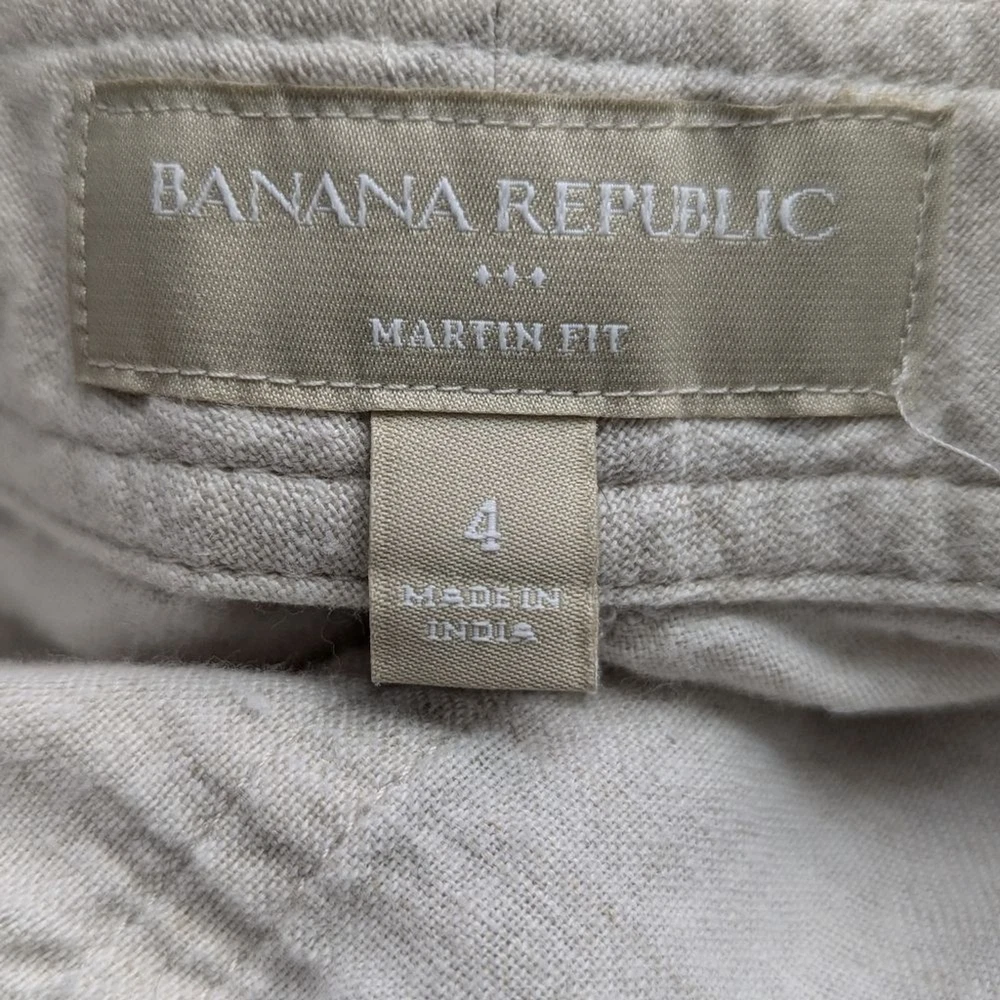 BANANA REPUBLIC
MARTIN FIT
4
MADE IN
INDIA